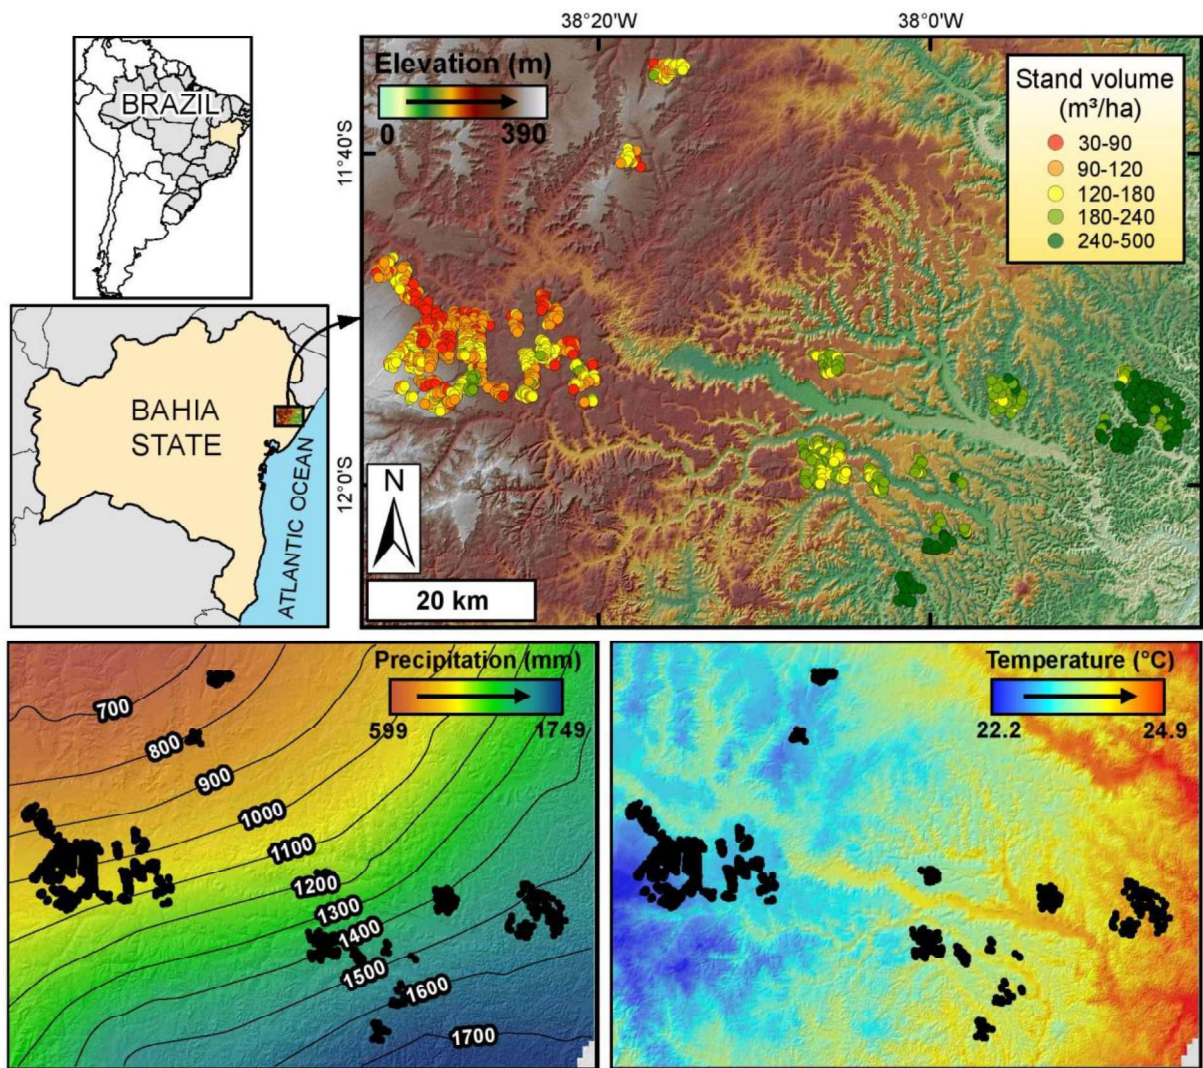 38°20'W
38°0'W
BRAZIL
Elevation (m)
0
390
Stand volume
(m³/ha)
30-90
90-120
120-180
180-240
240-500
11°40'S
12°0'S
BAHIA
STATE
ATLANTIC OCEAN
N
20 km
Precipitation (mm)
599
1749
700
800
900
1000
1100
1200
1300
1400
1500
1600
1700
Temperature (°C)
22.2
24.9